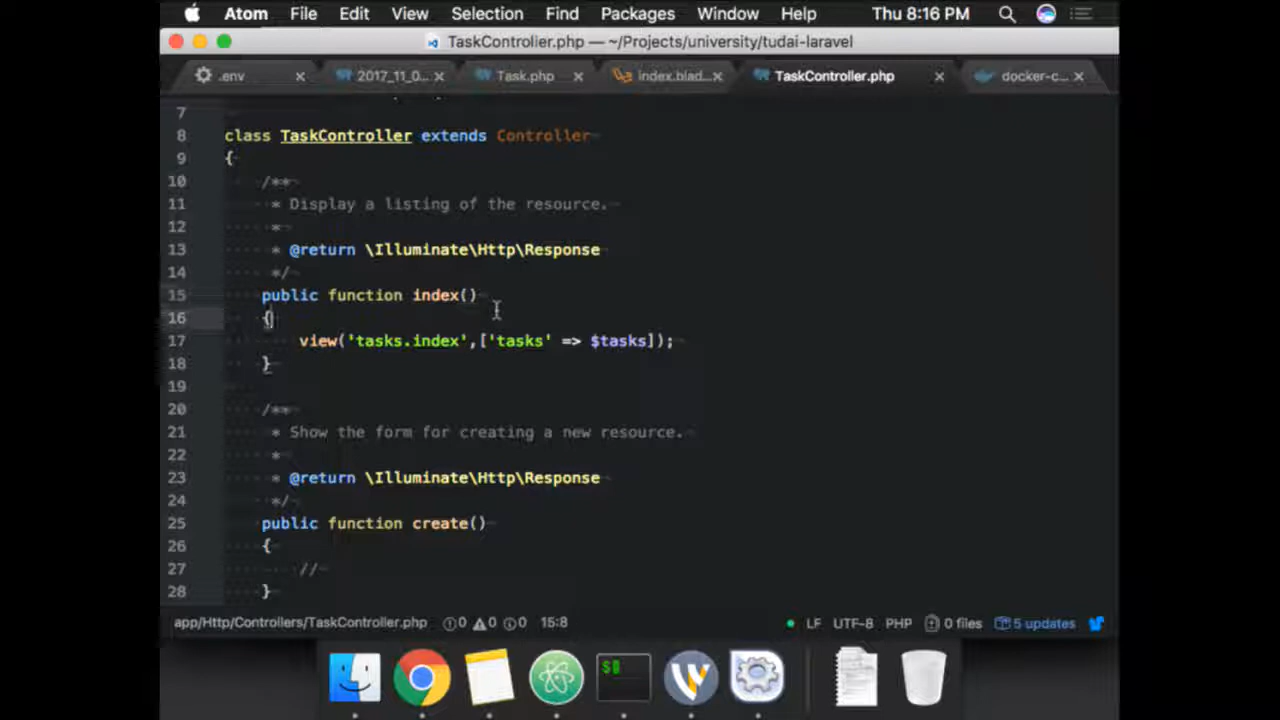 Atom File Edit View Selection Find Packages Window Help Thu 8:16 PM
TaskController.php — ~/Projects/university/tudai-laravel
.env 2017_11_0... Task.php index.blad... TaskController.php docker-c...
7
8 class TaskController extends Controller
9 {
10 /**
11 * Display a listing of the resource.
12 *
13 * @return \Illuminate\Http\Response
14 */
15 public function index()
16 {
17 view('tasks.index',['tasks' => $tasks]);
18 }
19
20 /**
21 * Show the form for creating a new resource.
22 *
23 * @return \Illuminate\Http\Response
24 */
25 public function create()
26 {
27 //
28 }
app/Http/Controllers/TaskController.php 0 0 0 15:8 LF UTF-8 PHP 0 files 5 updates